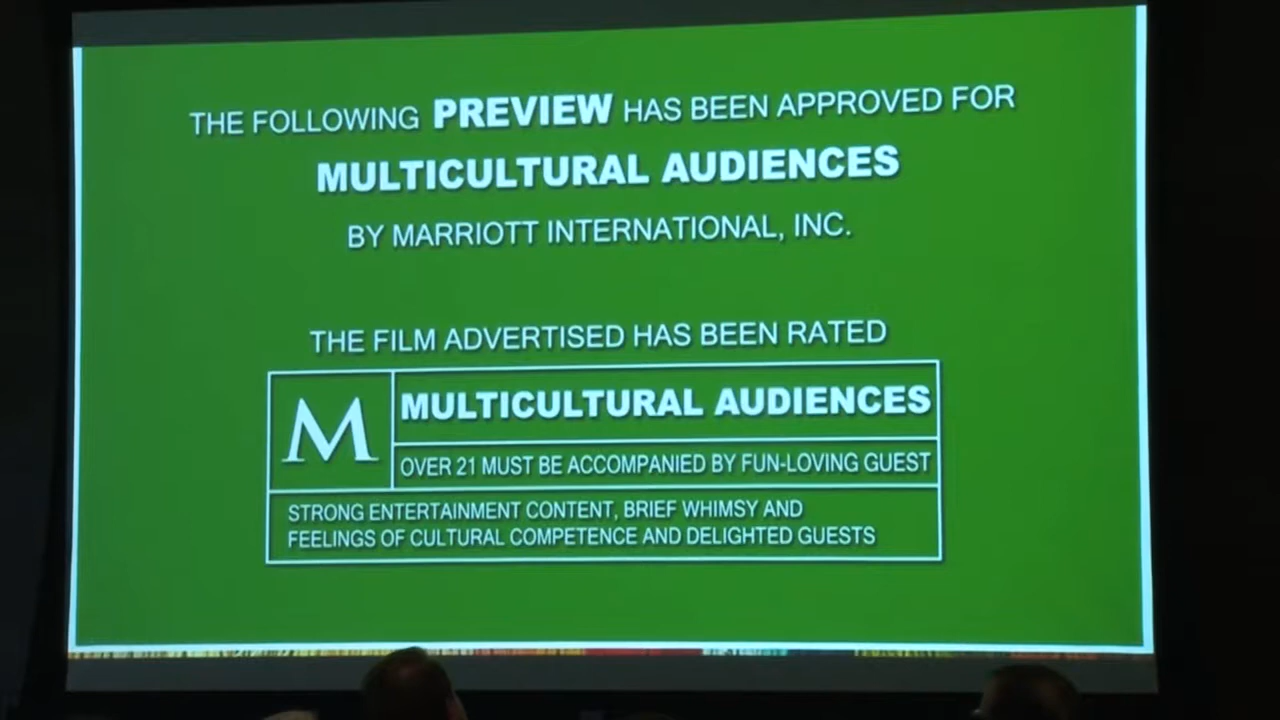 THE FOLLOWING PREVIEW HAS BEEN APPROVED FOR
MULTICULTURAL AUDIENCES
BY MARRIOTT INTERNATIONAL, INC.
THE FILM ADVERTISED HAS BEEN RATED
M
MULTICULTURAL AUDIENCES
OVER 21 MUST BE ACCOMPANIED BY FUN-LOVING GUEST
STRONG ENTERTAINMENT CONTENT, BRIEF WHIMSY AND
FEELINGS OF CULTURAL COMPETENCE AND DELIGHTED GUESTS